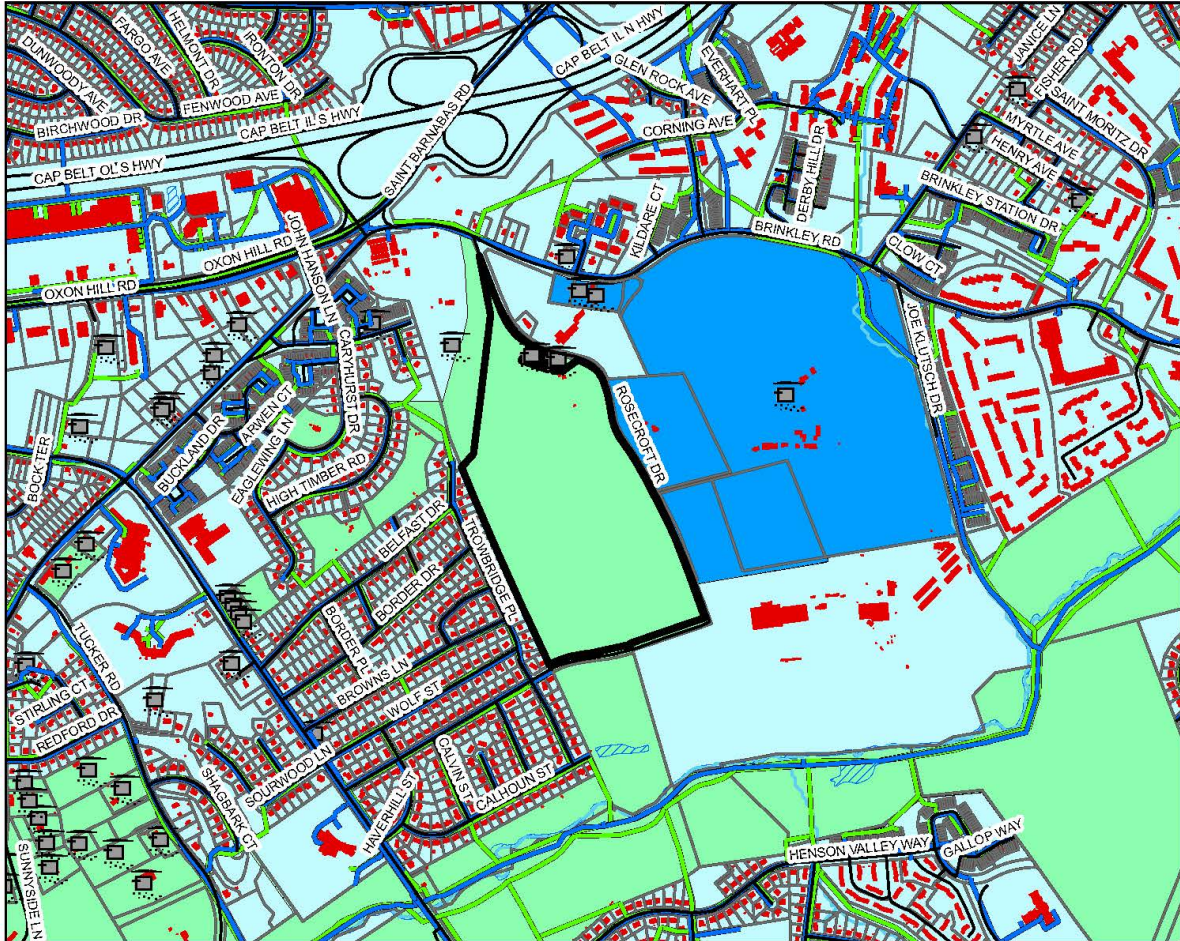 HELMONT DR
IRONTON DR
FARGO AVE
DUNWOODY AVE
FENWOOD AVE
BIRCHWOOD DR
CAP BELT IL S HWY
CAP BELT OL S HWY
SAINT BARNABAS RD
CAP BELT IL N HWY
GLEN ROCK AVE
EVERHART PL
CORNING AVE
JANICE LN
FISHER RD
SAINT MORITZ DR
MYRTLE AVE
HENRY AVE
BRINKLEY STATION DR
DERBY HILL DR
KILDARE CT
BRINKLEY RD
CLOW CT
JOHN HANSON LN
OXON HILL RD
OXON HILL RD
CARYHURST DR
JOE KLUTSCH DR
ROSECROFT DR
ARWEN CT
BUCKLAND DR
EAGLEWING LN
HIGH TIMBER RD
BOCK TER
BELFAST DR
TROWBRIDGE PL
BORDER DR
BORDER PL
BROWNS LN
WOLF ST
TUCKER RD
STIRLING CT
REDFORD DR
SOURWOOD LN
CALVIN ST
CALHOUN ST
SHAGBARK CT
HAVERHILL ST
SUNNYSIDE LN
HENSON VALLEY WAY
GALLOP WAY